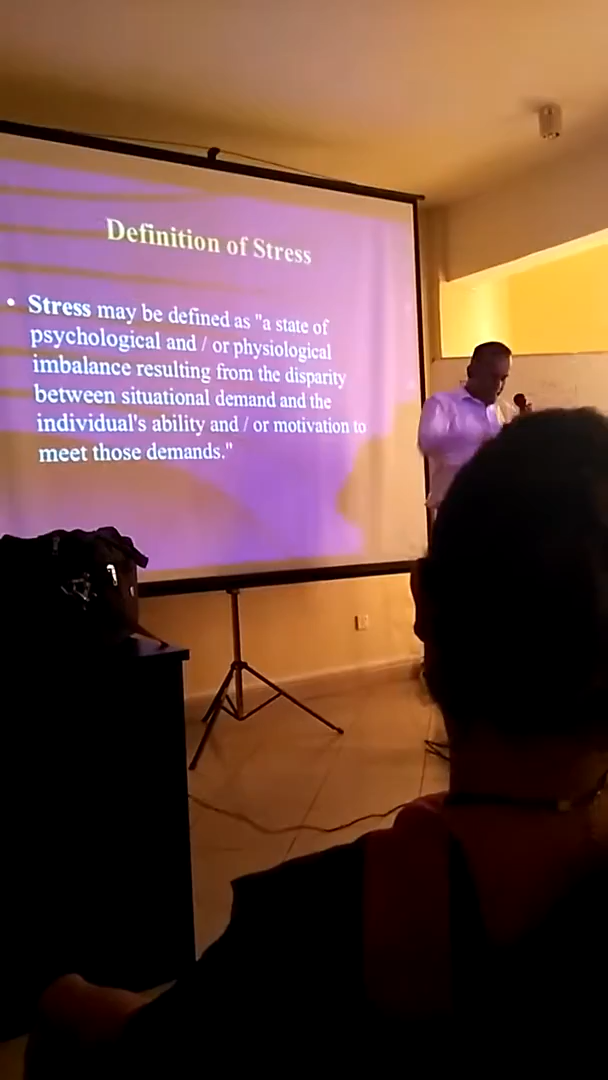 Definition of Stress
• Stress may be defined as "a state of
psychological and / or physiological
imbalance resulting from the disparity
between situational demand and the
individual's ability and / or motivation to
meet those demands."